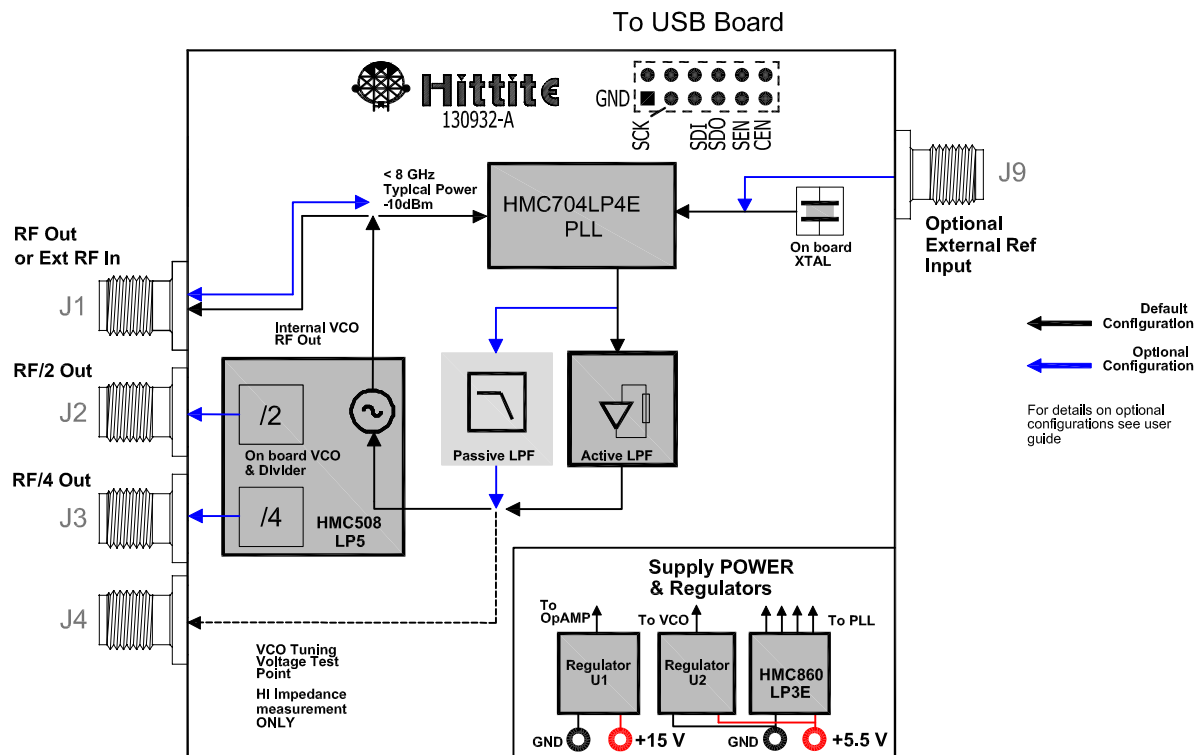 To USB Board
Hittite
130932-A
GND
SCK
SDI
SDO
SEN
CEN
J9
Optional
External Ref
Input
< 8 GHz
Typical Power
-10dBm
HMC704LP4E
PLL
On board
XTAL
RF Out
or Ext RF In
J1
Internal VCO
RF Out
Default
Configuration
Optional
Configuration
For details on optional
configurations see user
guide
RF/2 Out
J2
/2
On board VCO
& Divider
Passive LPF
Active LPF
RF/4 Out
J3
/4
HMC508
LP5
J4
VCO Tuning
Voltage Test
Point
HI Impedance
measurement
ONLY
Supply POWER
& Regulators
To
OpAMP
To VCO
To PLL
Regulator
U1
Regulator
U2
HMC860
LP3E
GND
+15 V
GND
+5.5 V